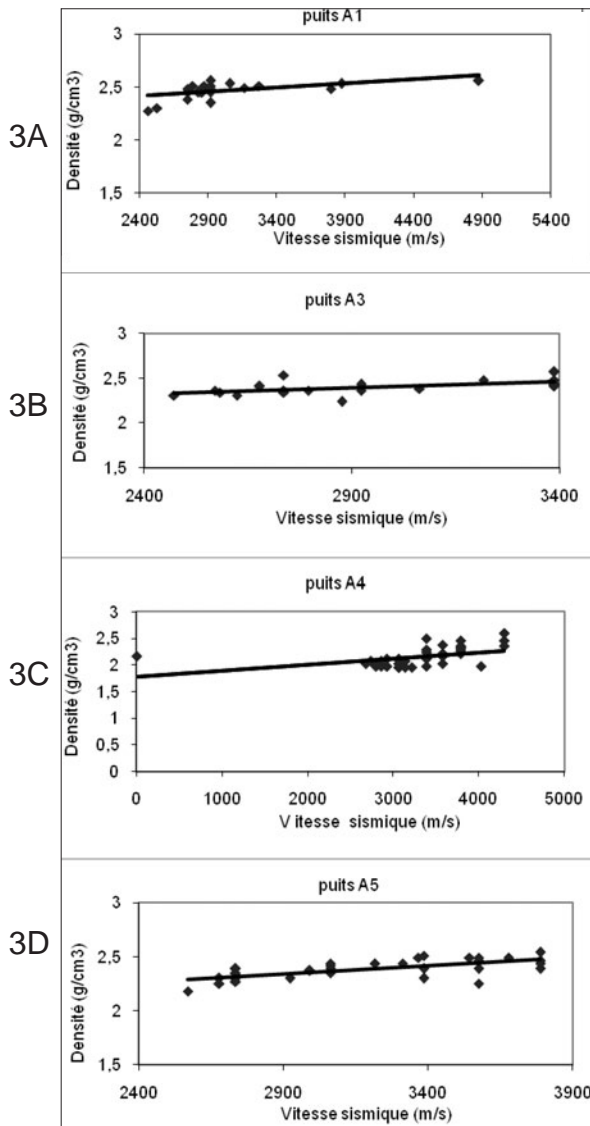 puits A1
3A
Densité (g/cm3)
3
2,5
2
1,5
2400 2900 3400 3900 4400 4900 5400
Vitesse sismique (m/s)
puits A3
3B
Densité (g/cm3)
3
2,5
2
1,5
2400 2900 3400
Vitesse sismique (m/s)
puits A4
3C
Densité (g/cm3)
3
2,5
2
1,5
1
0,5
0
0 1000 2000 3000 4000 5000
V itesse sismique (m/s)
puits A5
3D
Densité (g/cm3)
3
2,5
2
1,5
2400 2900 3400 3900
Vitesse sismique (m/s)